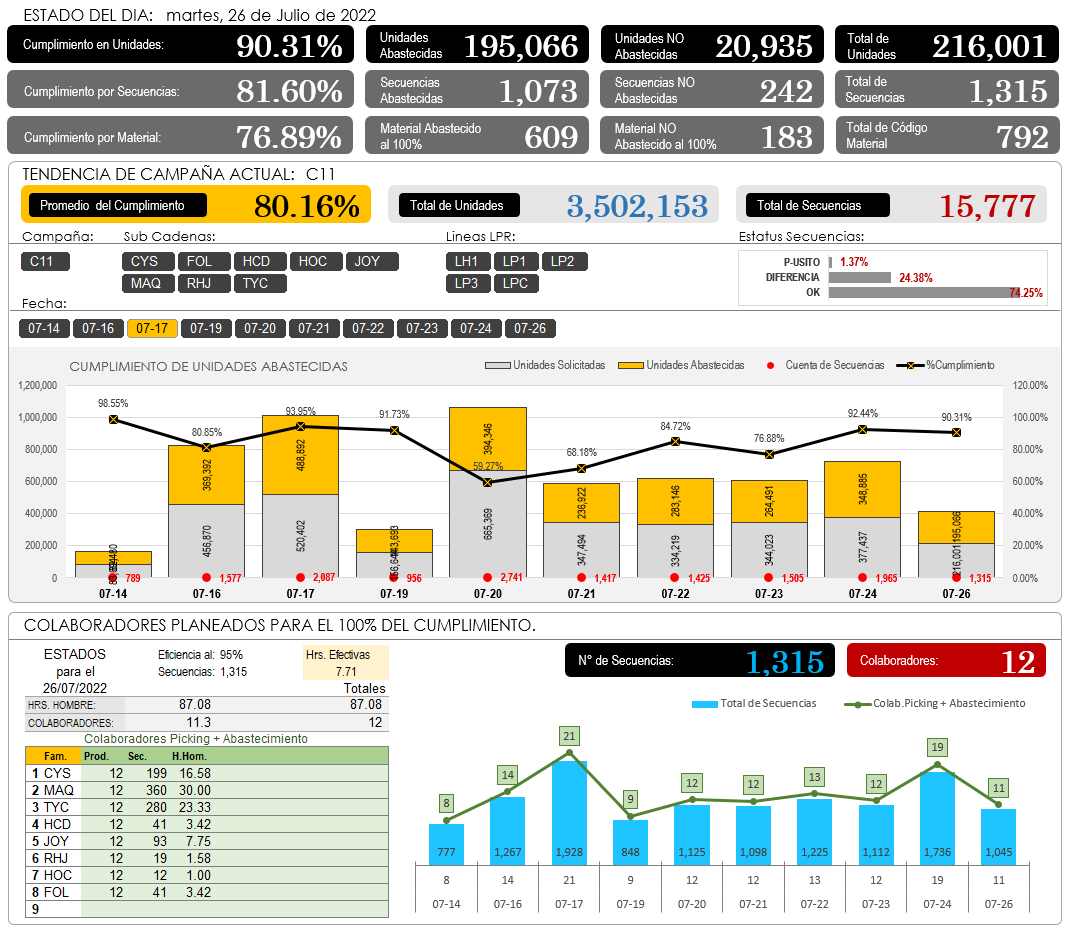 ESTADO DEL DIA: martes, 26 de Julio de 2022
Cumplimiento en Unidades: 90.31%
Unidades Abastecidas 195,066
Unidades NO Abastecidas 20,935
Total de Unidades 216,001
Cumplimiento por Secuencias: 81.60%
Secuencias Abastecidas 1,073
Secuencias NO Abastecidas 242
Total de Secuencias 1,315
Cumplimiento por Material: 76.89%
Material Abastecido al 100% 609
Material NO Abastecido al 100% 183
Total de Código Material 792
TENDENCIA DE CAMPAÑA ACTUAL: C11
Promedio del Cumplimiento 80.16%
Total de Unidades 3,502,153
Total de Secuencias 15,777
Campaña:
C11
Sub Cadenas:
CYS FOL HCD HOC JOY
MAQ RHJ TYC
Lineas LPR:
LH1 LP1 LP2
LP3 LPC
Estatus Secuencias:
P-USITO 1.37%
DIFERENCIA 24.38%
OK 74.25%
Fecha:
07-14 07-16 07-17 07-19 07-20 07-21 07-22 07-23 07-24 07-26
CUMPLIMIENTO DE UNIDADES ABASTECIDAS
Unidades Solicitadas Unidades Abastecidas Cuenta de Secuencias %Cumplimiento
1,200,000 120.00%
1,000,000 100.00%
800,000 80.00%
600,000 60.00%
400,000 40.00%
200,000 20.00%
0 0.00%
98.55% 80.85% 93.95% 91.73% 59.27% 68.18% 84.72% 76.88% 92.44% 90.31%
369,392 488,892 394,346 236,922 283,146 264,491 348,885 195,066
456,870 520,402 665,369 347,494 334,219 344,023 377,437 216,001
789 1,577 2,087 956 2,741 1,417 1,425 1,505 1,965 1,315
07-14 07-16 07-17 07-19 07-20 07-21 07-22 07-23 07-24 07-26
COLABORADORES PLANEADOS PARA EL 100% DEL CUMPLIMIENTO.
ESTADOS
para el
26/07/2022
Eficiencia al: 95%
Secuencias: 1,315
Hrs. Efectivas
7.71
Totales
HRS. HOMBRE: 87.08 87.08
COLABORADORES: 11.3 12
Colaboradores Picking + Abastecimiento
Fam. Prod. Sec. H.Hom.
1 CYS 12 199 16.58
2 MAQ 12 360 30.00
3 TYC 12 280 23.33
4 HCD 12 41 3.42
5 JOY 12 93 7.75
6 RHJ 12 19 1.58
7 HOC 12 12 1.00
8 FOL 12 41 3.42
9
N° de Secuencias: 1,315
Colaboradores: 12
Total de Secuencias Colab.Picking + Abastecimiento
8 14 21 9 12 12 13 12 19 11
777 1,267 1,928 848 1,125 1,098 1,225 1,112 1,736 1,045
8 14 21 9 12 12 13 12 19 11
07-14 07-16 07-17 07-19 07-20 07-21 07-22 07-23 07-24 07-26